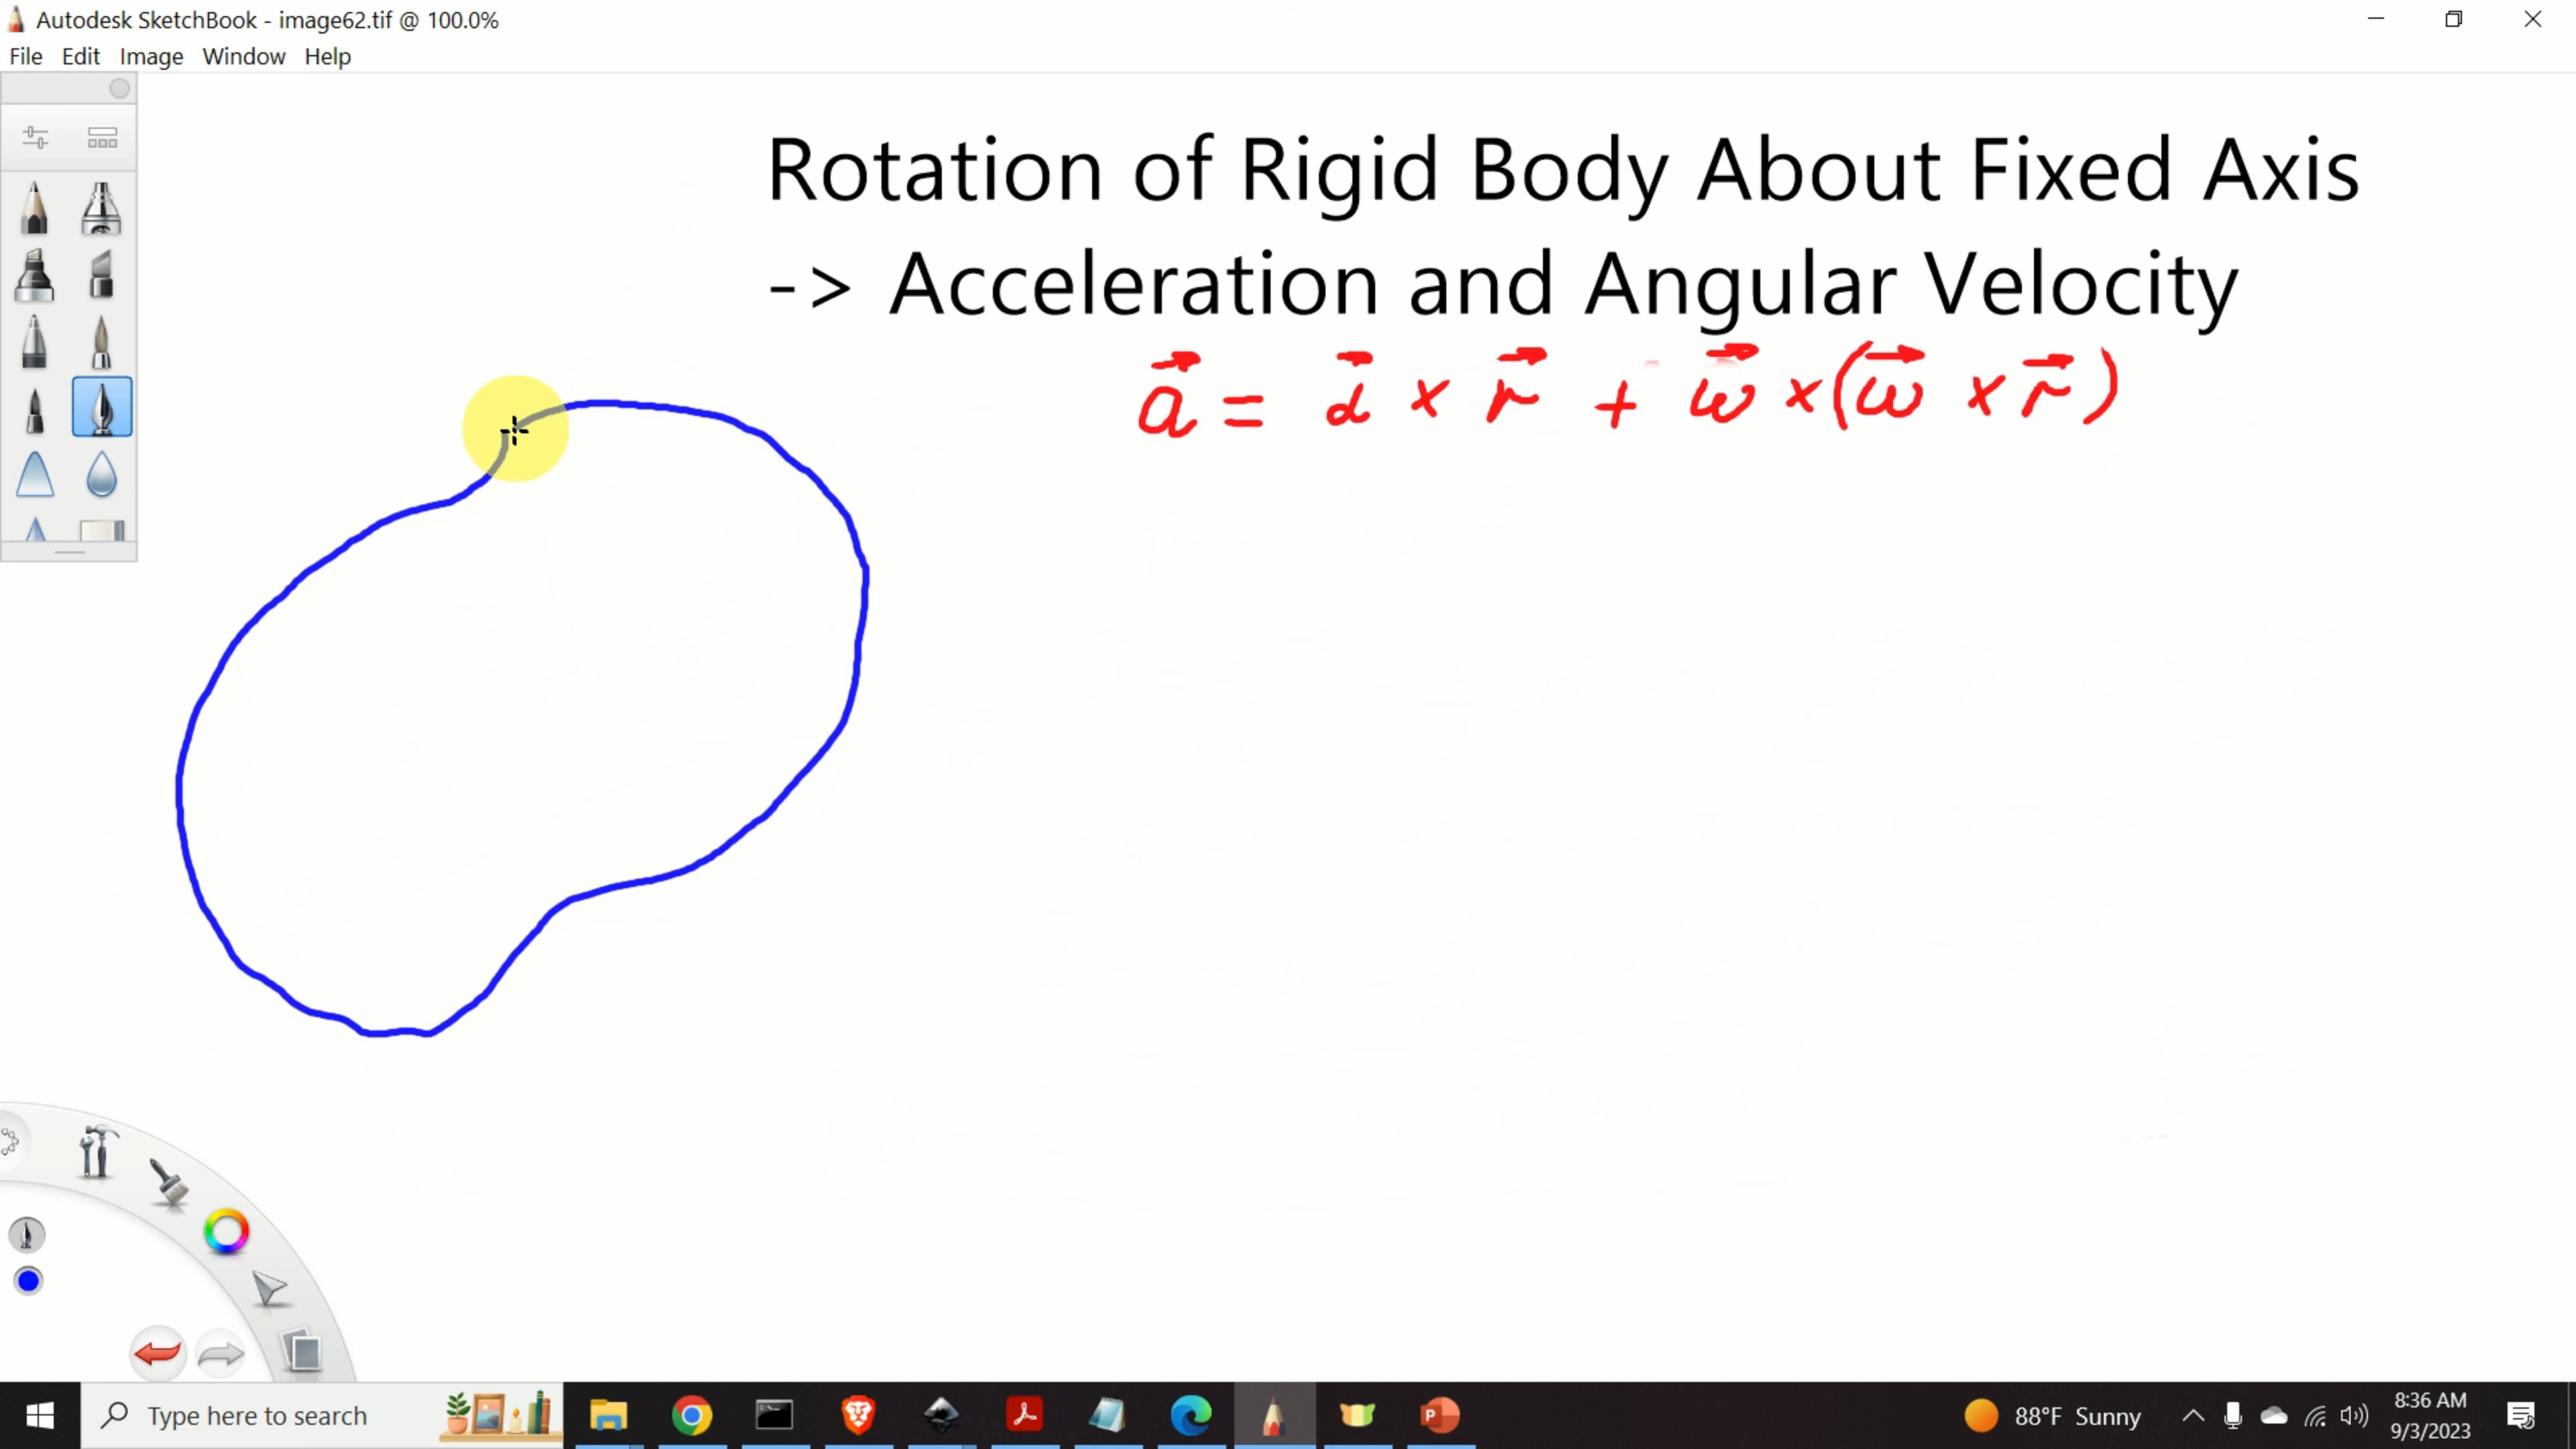 Autodesk SketchBook - image62.tif @ 100.0%
File Edit Image Window Help
Rotation of Rigid Body About Fixed Axis
-> Acceleration and Angular Velocity
a⃗ = α⃗ × r⃗ + ω⃗ ×(ω⃗ × r⃗)
Type here to search
88°F Sunny
8:36 AM
9/3/2023